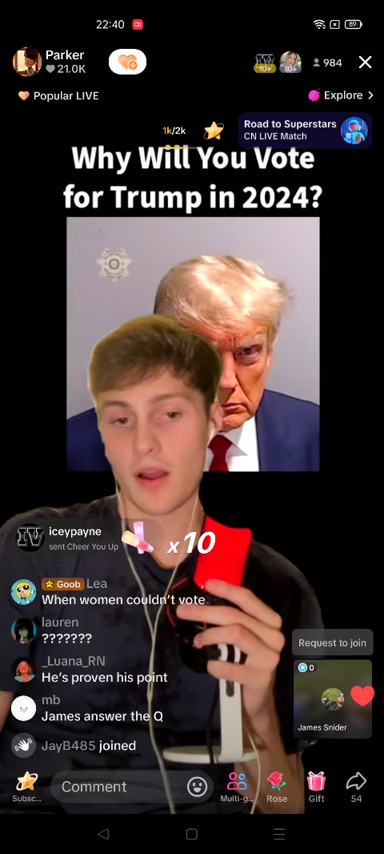 22:40
89
Parker
21.0K
10+
10+
984
Popular LIVE
Explore
1k/2k
Road to Superstars
CN LIVE Match
Why Will You Vote
for Trump in 2024?
iceypayne
sent Cheer You Up
x10
Goob Lea
When women couldn't vote
lauren
???????
_Luana_RN
He's proven his point
mb
James answer the Q
JayB485 joined
Request to join
0
James Snider
Comment
Subsc...
Multi-g...
Rose
Gift
54